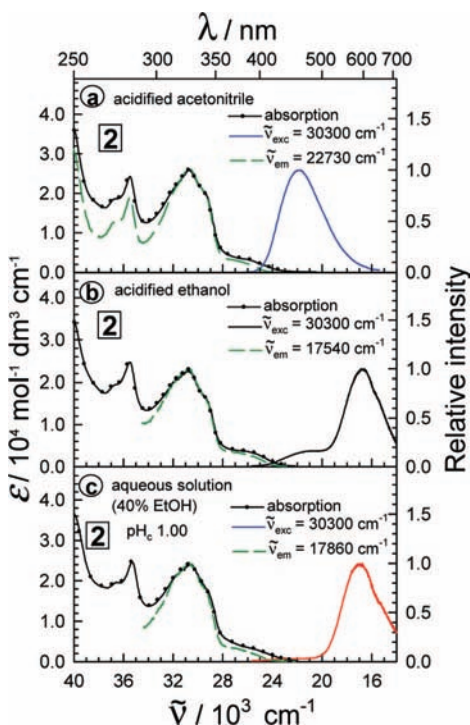 λ / nm
250 300 350 400 500 600 700
a acidified acetonitrile
2
absorption
ν̃exc = 30300 cm⁻¹
ν̃em = 22730 cm⁻¹
4.0
3.0
2.0
1.0
0.0
1.5
1.0
0.5
0.0
b acidified ethanol
2
absorption
ν̃exc = 30300 cm⁻¹
ν̃em = 17540 cm⁻¹
4.0
3.0
2.0
1.0
0.0
1.5
1.0
0.5
0.0
c aqueous solution
(40% EtOH)
2 pHc 1.00
absorption
ν̃exc = 30300 cm⁻¹
ν̃em = 17860 cm⁻¹
4.0
3.0
2.0
1.0
0.0
1.5
1.0
0.5
0.0
ε / 10⁴ mol⁻¹ dm³ cm⁻¹
Relative intensity
40 36 32 28 24 20 16
ν̃ / 10³ cm⁻¹